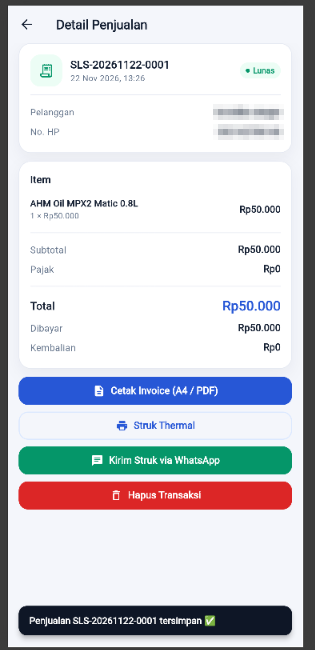 Detail Penjualan
SLS-20261122-0001
22 Nov 2026, 13:26
Lunas
Pelanggan
No. HP
Item
AHM Oil MPX2 Matic 0.8L
1 × Rp50.000
Rp50.000
Subtotal Rp50.000
Pajak Rp0
Total Rp50.000
Dibayar Rp50.000
Kembalian Rp0
Cetak Invoice (A4 / PDF)
Struk Thermal
Kirim Struk via WhatsApp
Hapus Transaksi
Penjualan SLS-20261122-0001 tersimpan ✅